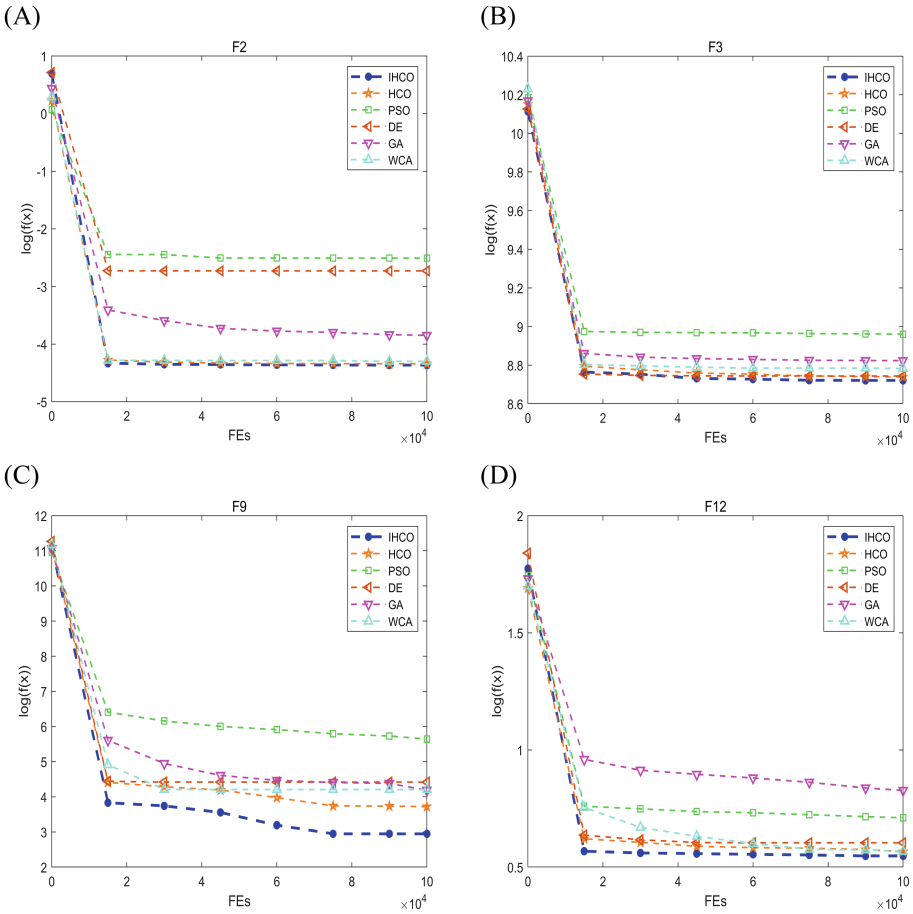 (A)
F2
1
0
-1
-2
-3
-4
-5
log(f(x))
0 2 4 6 8 10
FEs
×10^4
IHCO
HCO
PSO
DE
GA
WCA
(B)
F3
10.4
10.2
10
9.8
9.6
9.4
9.2
9
8.8
8.6
log(f(x))
0 2 4 6 8 10
FEs
×10^4
IHCO
HCO
PSO
DE
GA
WCA
(C)
F9
12
11
10
9
8
7
6
5
4
3
2
log(f(x))
0 2 4 6 8 10
FEs
×10^4
IHCO
HCO
PSO
DE
GA
WCA
(D)
F12
2
1.5
1
0.5
log(f(x))
0 2 4 6 8 10
FEs
×10^4
IHCO
HCO
PSO
DE
GA
WCA